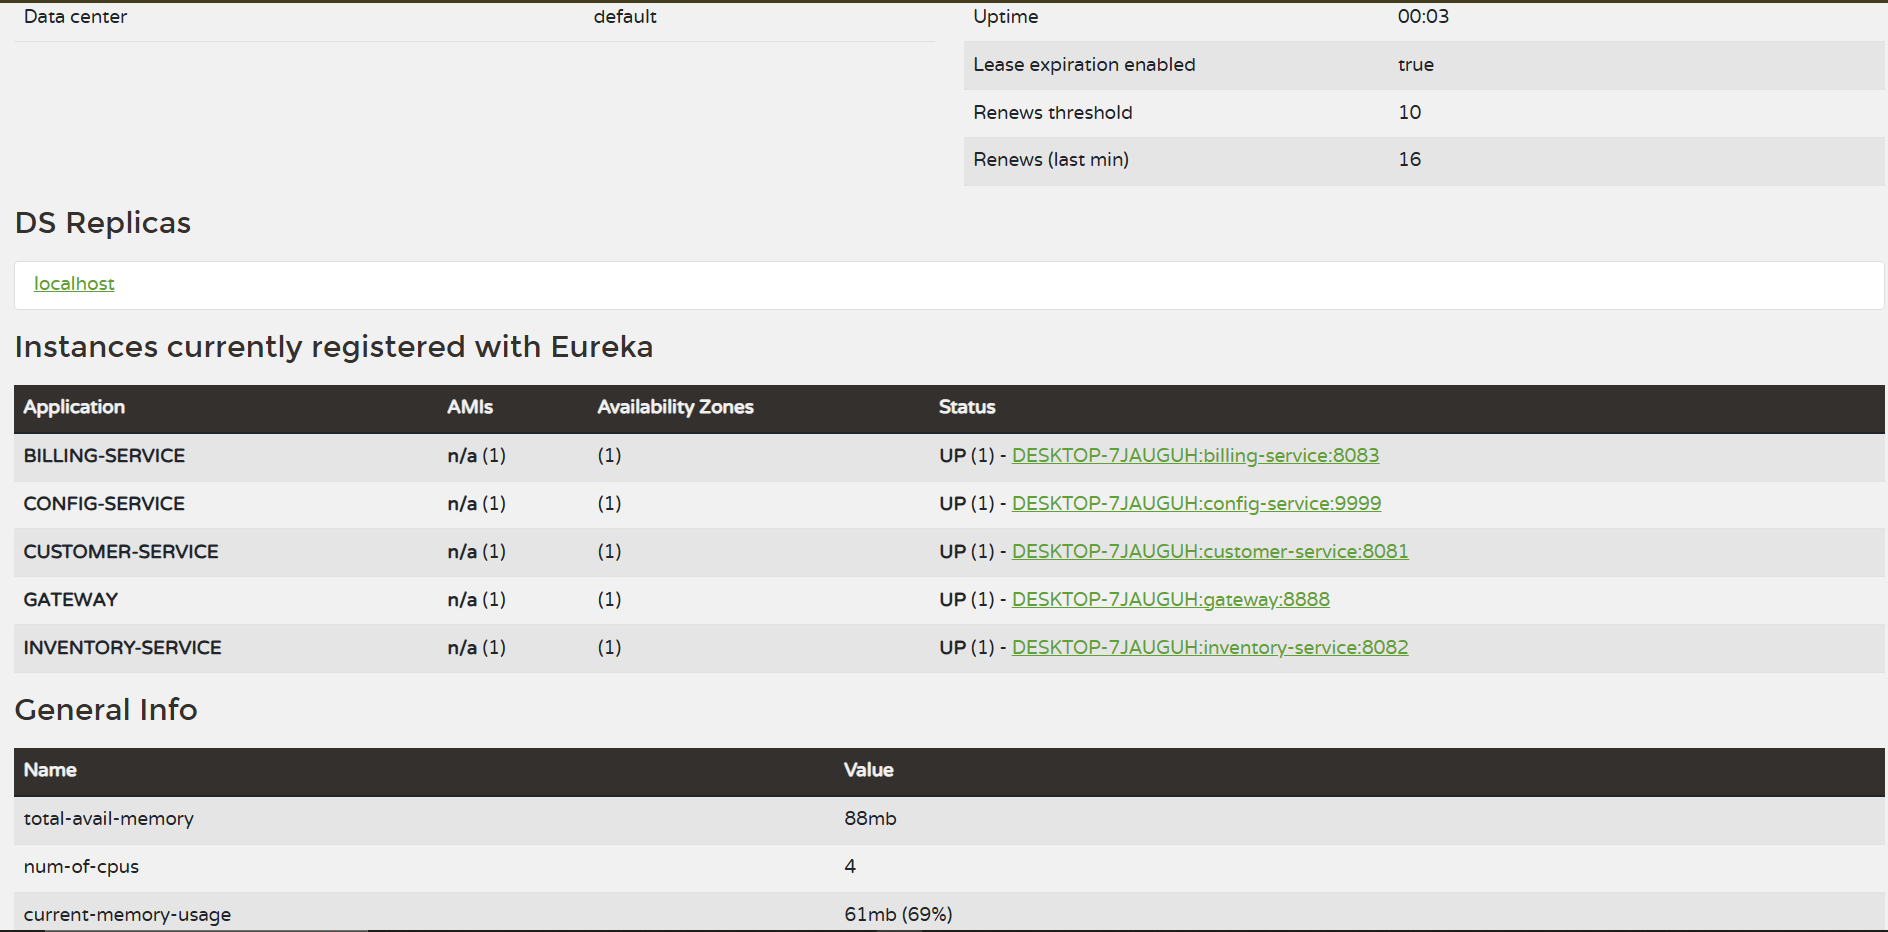 Data center default
Uptime 00:03
Lease expiration enabled true
Renews threshold 10
Renews (last min) 16
DS Replicas
localhost
Instances currently registered with Eureka
Application AMIs Availability Zones Status
BILLING-SERVICE n/a (1) (1) UP (1) - DESKTOP-7JAUGUH:billing-service:8083
CONFIG-SERVICE n/a (1) (1) UP (1) - DESKTOP-7JAUGUH:config-service:9999
CUSTOMER-SERVICE n/a (1) (1) UP (1) - DESKTOP-7JAUGUH:customer-service:8081
GATEWAY n/a (1) (1) UP (1) - DESKTOP-7JAUGUH:gateway:8888
INVENTORY-SERVICE n/a (1) (1) UP (1) - DESKTOP-7JAUGUH:inventory-service:8082
General Info
Name Value
total-avail-memory 88mb
num-of-cpus 4
current-memory-usage 61mb (69%)